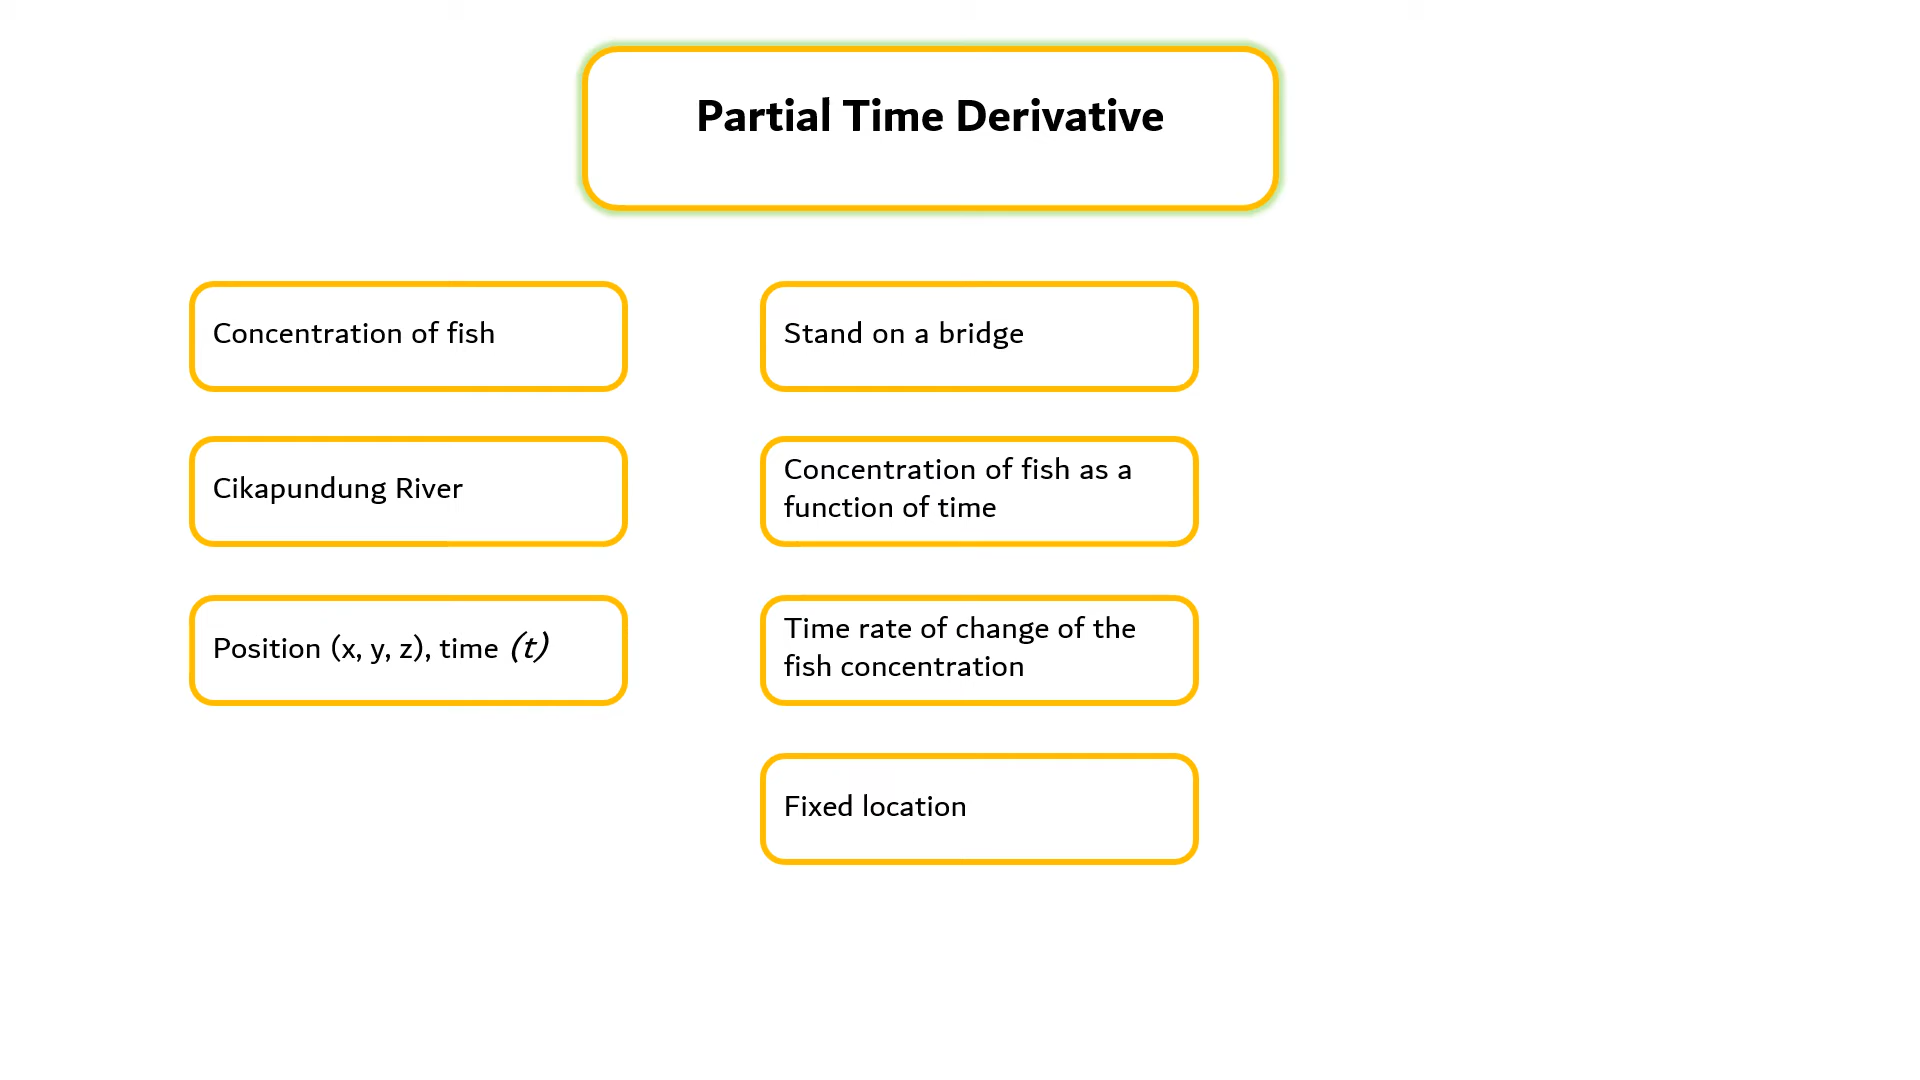 Partial Time Derivative
Concentration of fish
Cikapundung River
Position (x, y, z), time (t)
Stand on a bridge
Concentration of fish as a
function of time
Time rate of change of the
fish concentration
Fixed location